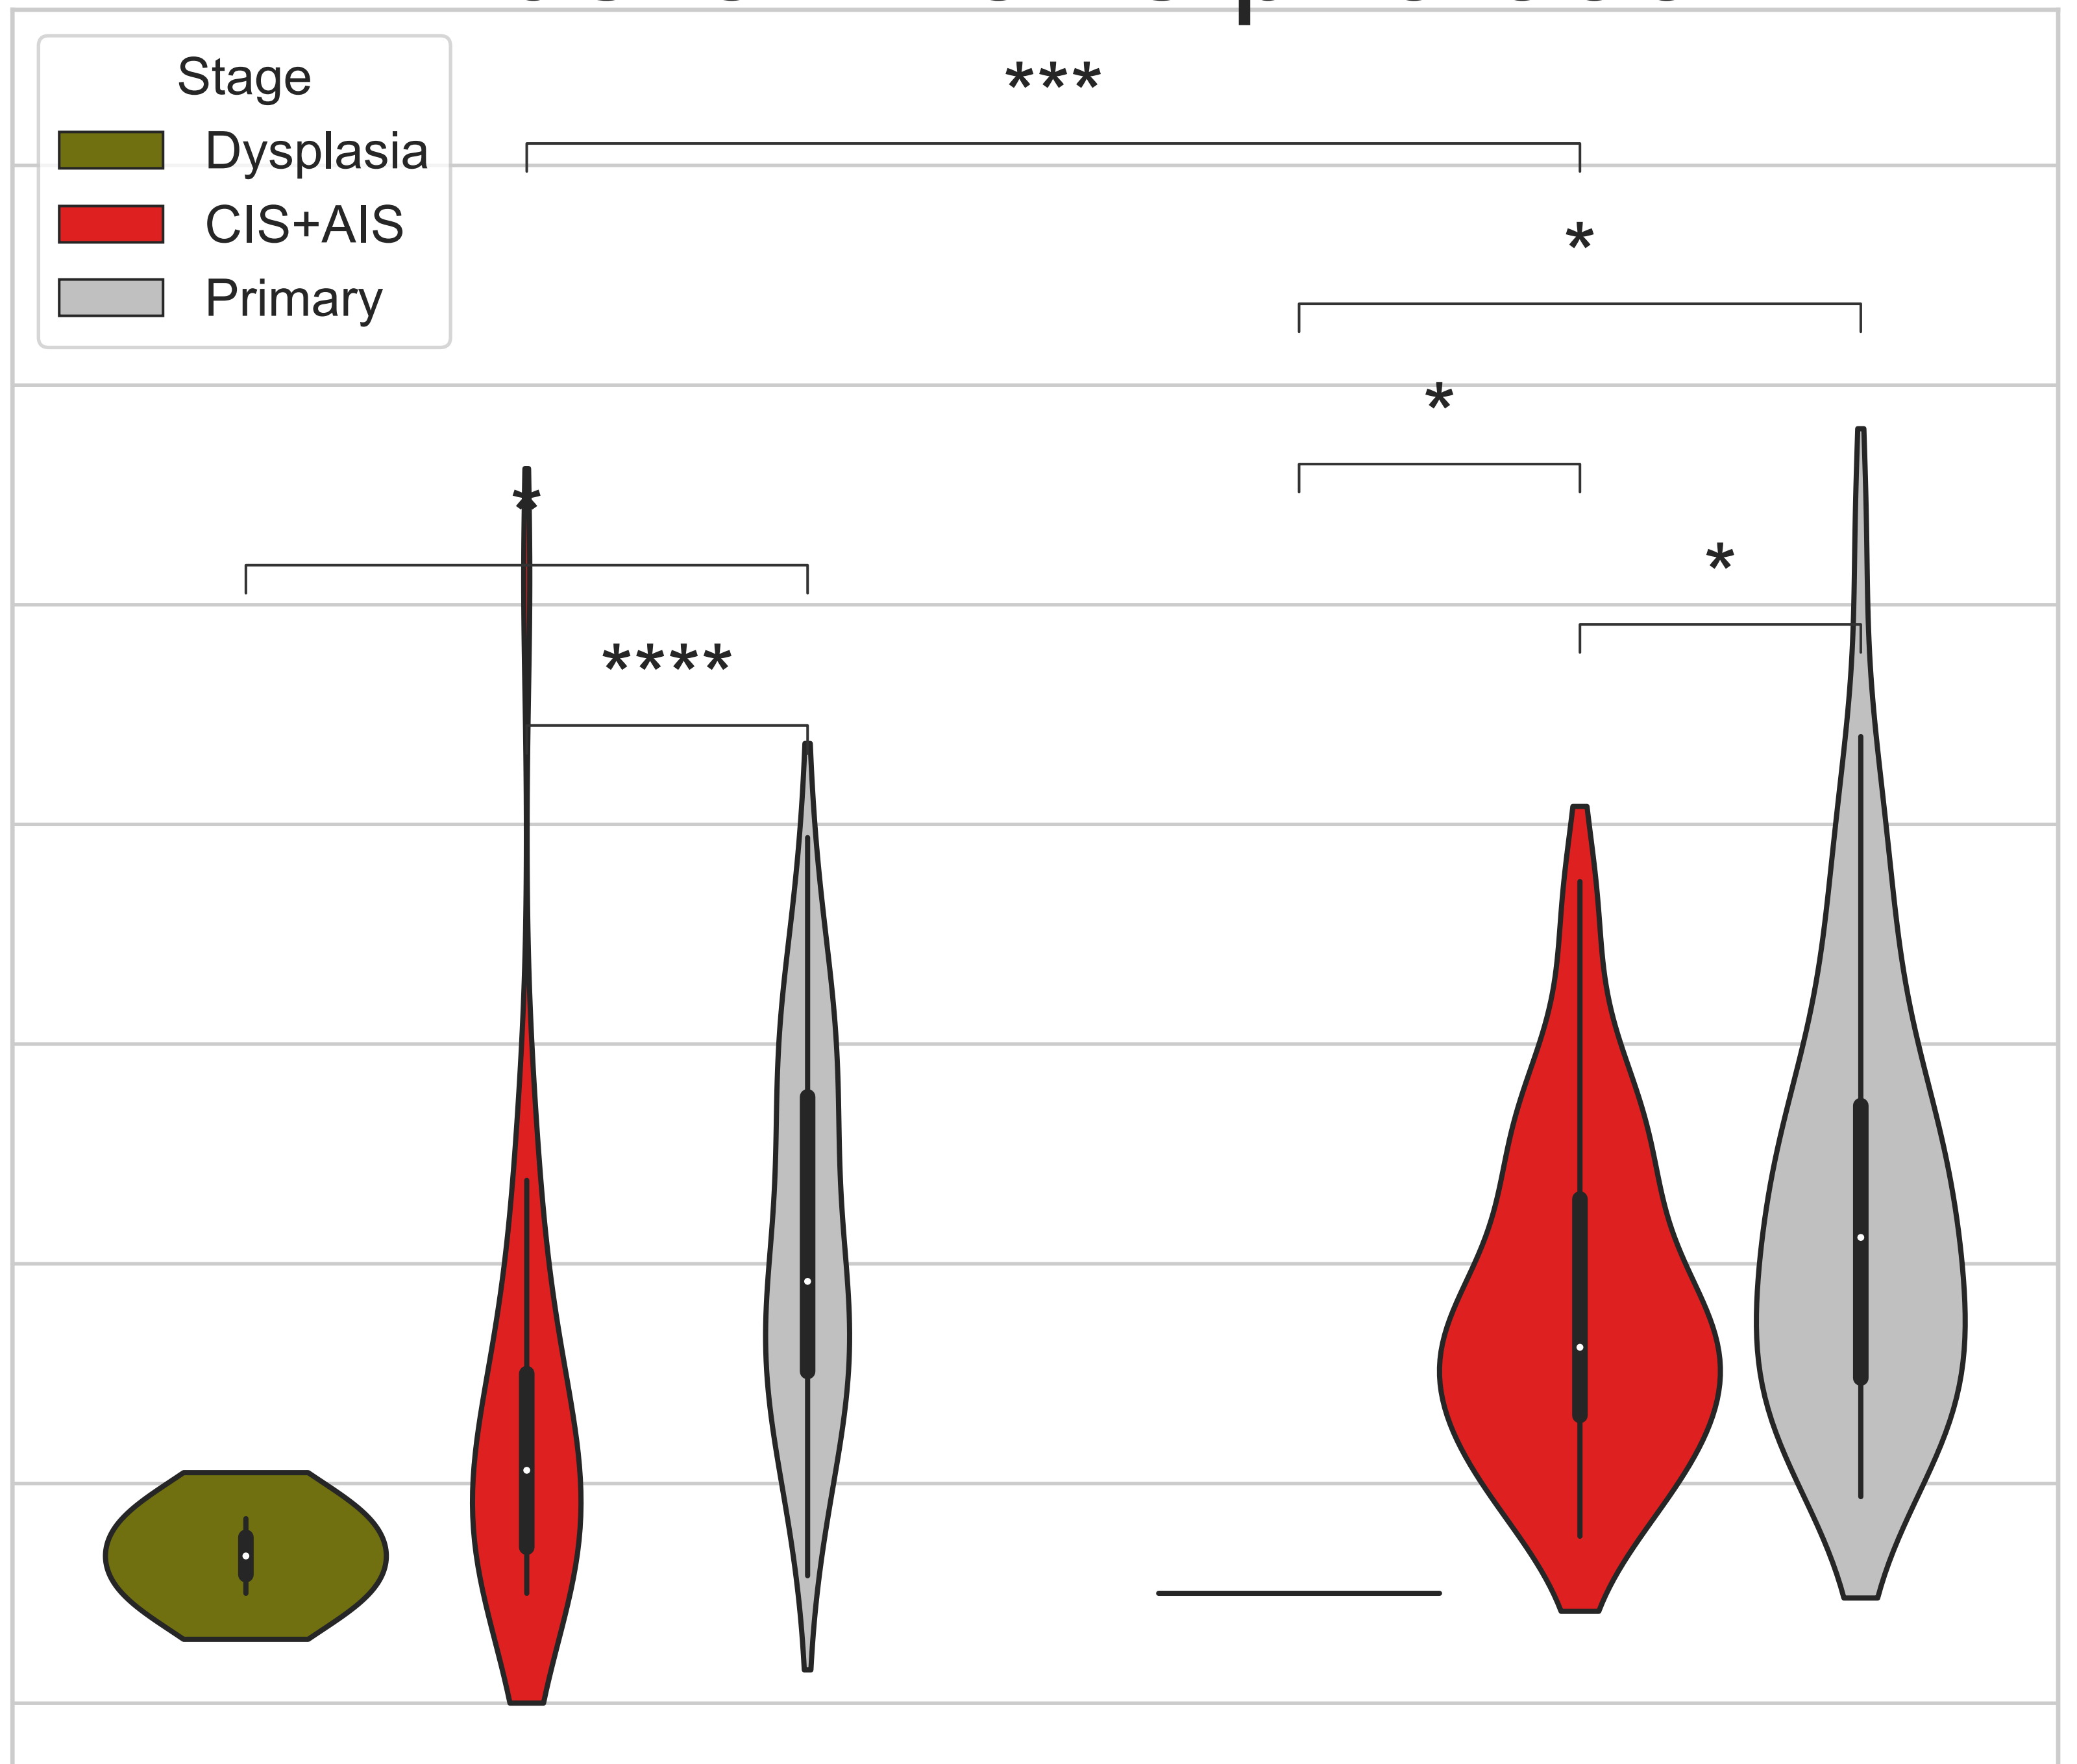 ***
Stage
Dysplasia
CIS+AIS
Primary
*
*
*
*
****